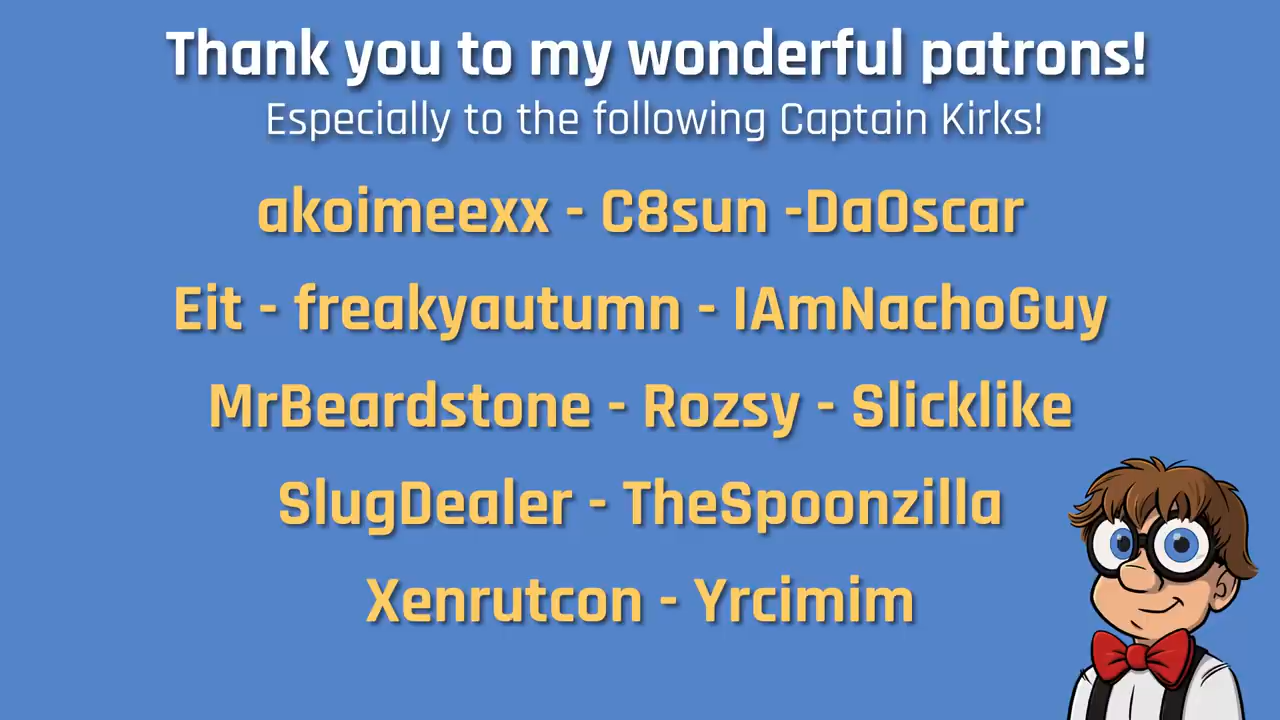 Thank you to my wonderful patrons!
Especially to the following Captain Kirks!
akoimeexx - C8sun -DaOscar
Eit - freakyautumn - IAmNachoGuy
MrBeardstone - Rozsy - Slicklike
SlugDealer - TheSpoonzilla
Xenrutcon - Yrcimim